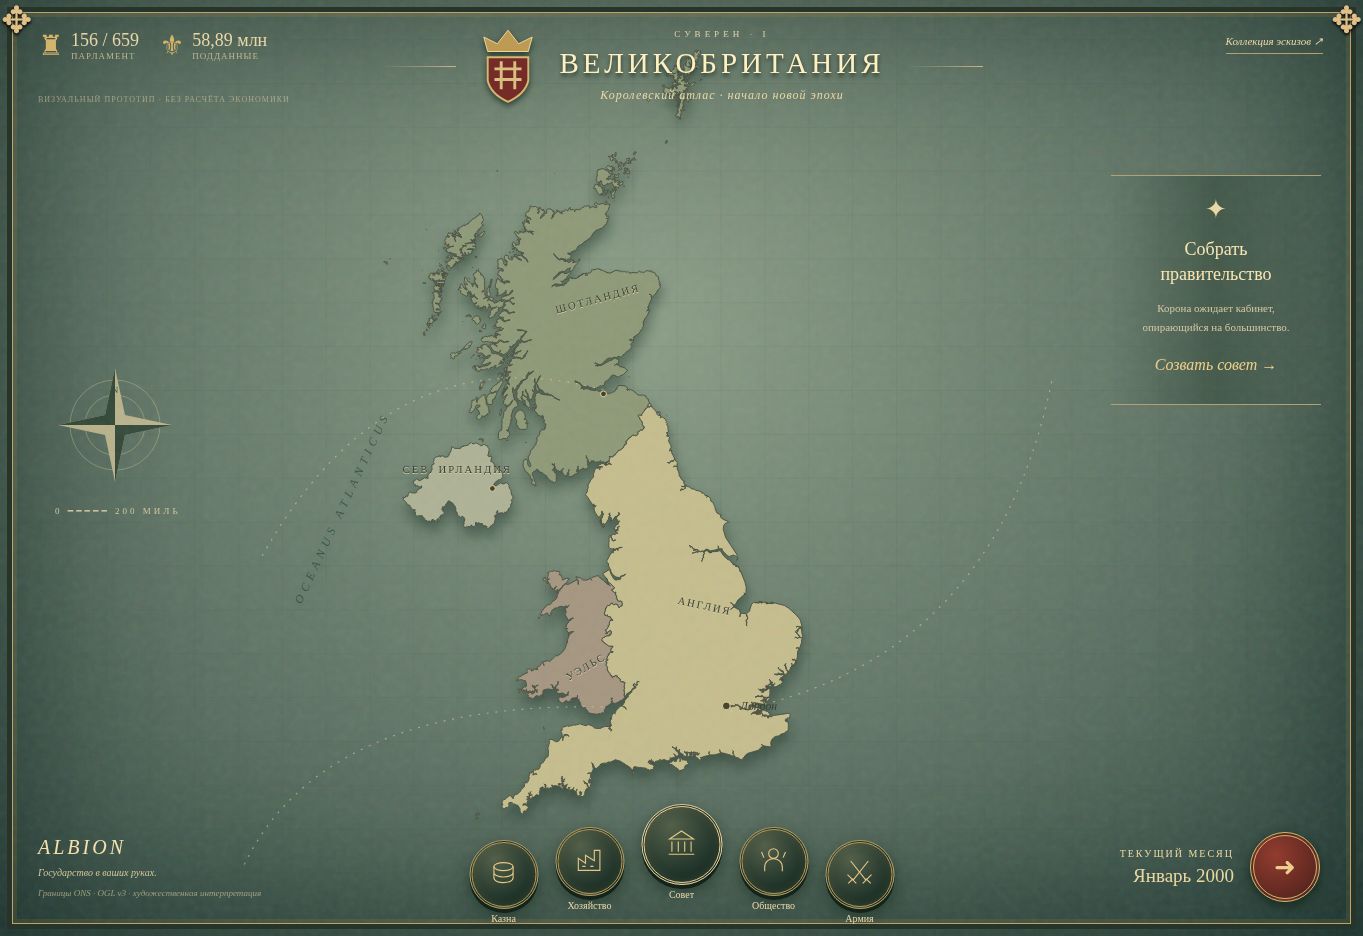 156 / 659
ПАРЛАМЕНТ
58,89 млн
ПОДДАННЫЕ
ВИЗУАЛЬНЫЙ ПРОТОТИП · БЕЗ РАСЧЁТА ЭКОНОМИКИ
СУВЕРЕН · I
ВЕЛИКОБРИТАНИЯ
Королевский атлас · начало новой эпохи
Коллекция эскизов ↗
Собрать
правительство
Корона ожидает кабинет,
опирающийся на большинство.
Созвать совет →
ШОТЛАНДИЯ
N
OCEANUS ATLANTICUS
СЕВ. ИРЛАНДИЯ
0
200 МИЛЬ
АНГЛИЯ
УЭЛЬС
Лондон
ALBION
Государство в ваших руках.
Границы ONS · OGL v3 · художественная интерпретация
Казна
Хозяйство
Совет
Общество
Армия
ТЕКУЩИЙ МЕСЯЦ
Январь 2000
➜